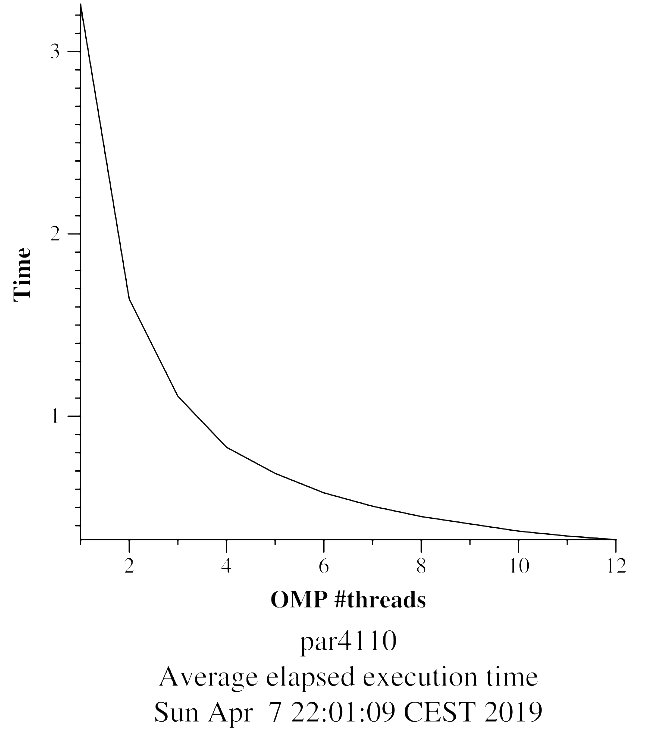 3
2
1
Time
2 4 6 8 10 12
OMP #threads
par4110
Average elapsed execution time
Sun Apr  7 22:01:09 CEST 2019